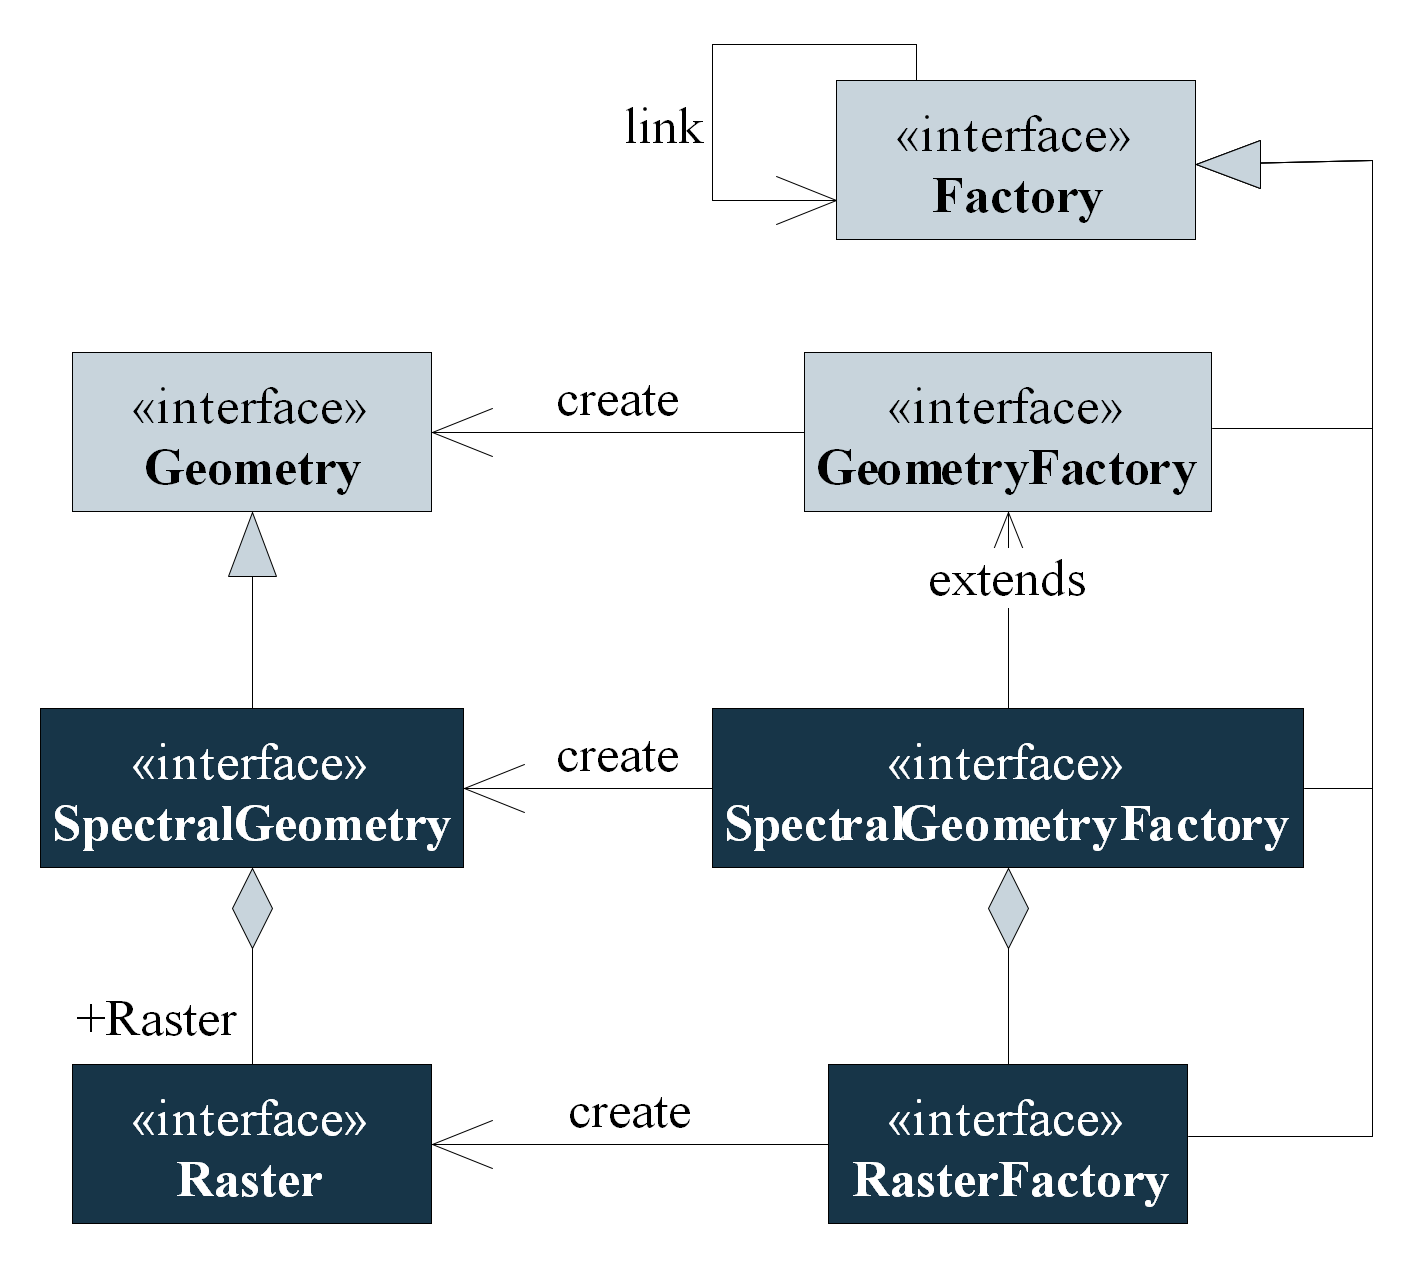 link
«interface»
Factory
«interface»
Geometry
create
«interface»
GeometryFactory
extends
«interface»
SpectralGeometry
create
«interface»
SpectralGeometryFactory
+Raster
«interface»
Raster
create
«interface»
RasterFactory